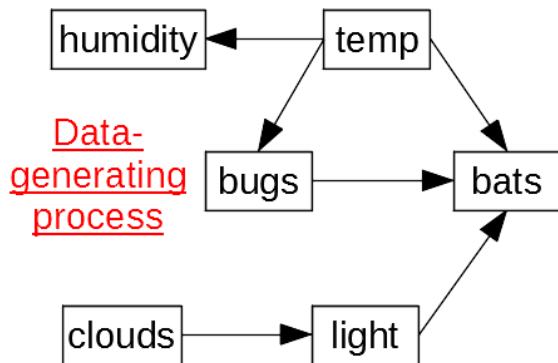 humidity
temp
Data-
generating
process
bugs
bats
clouds
light